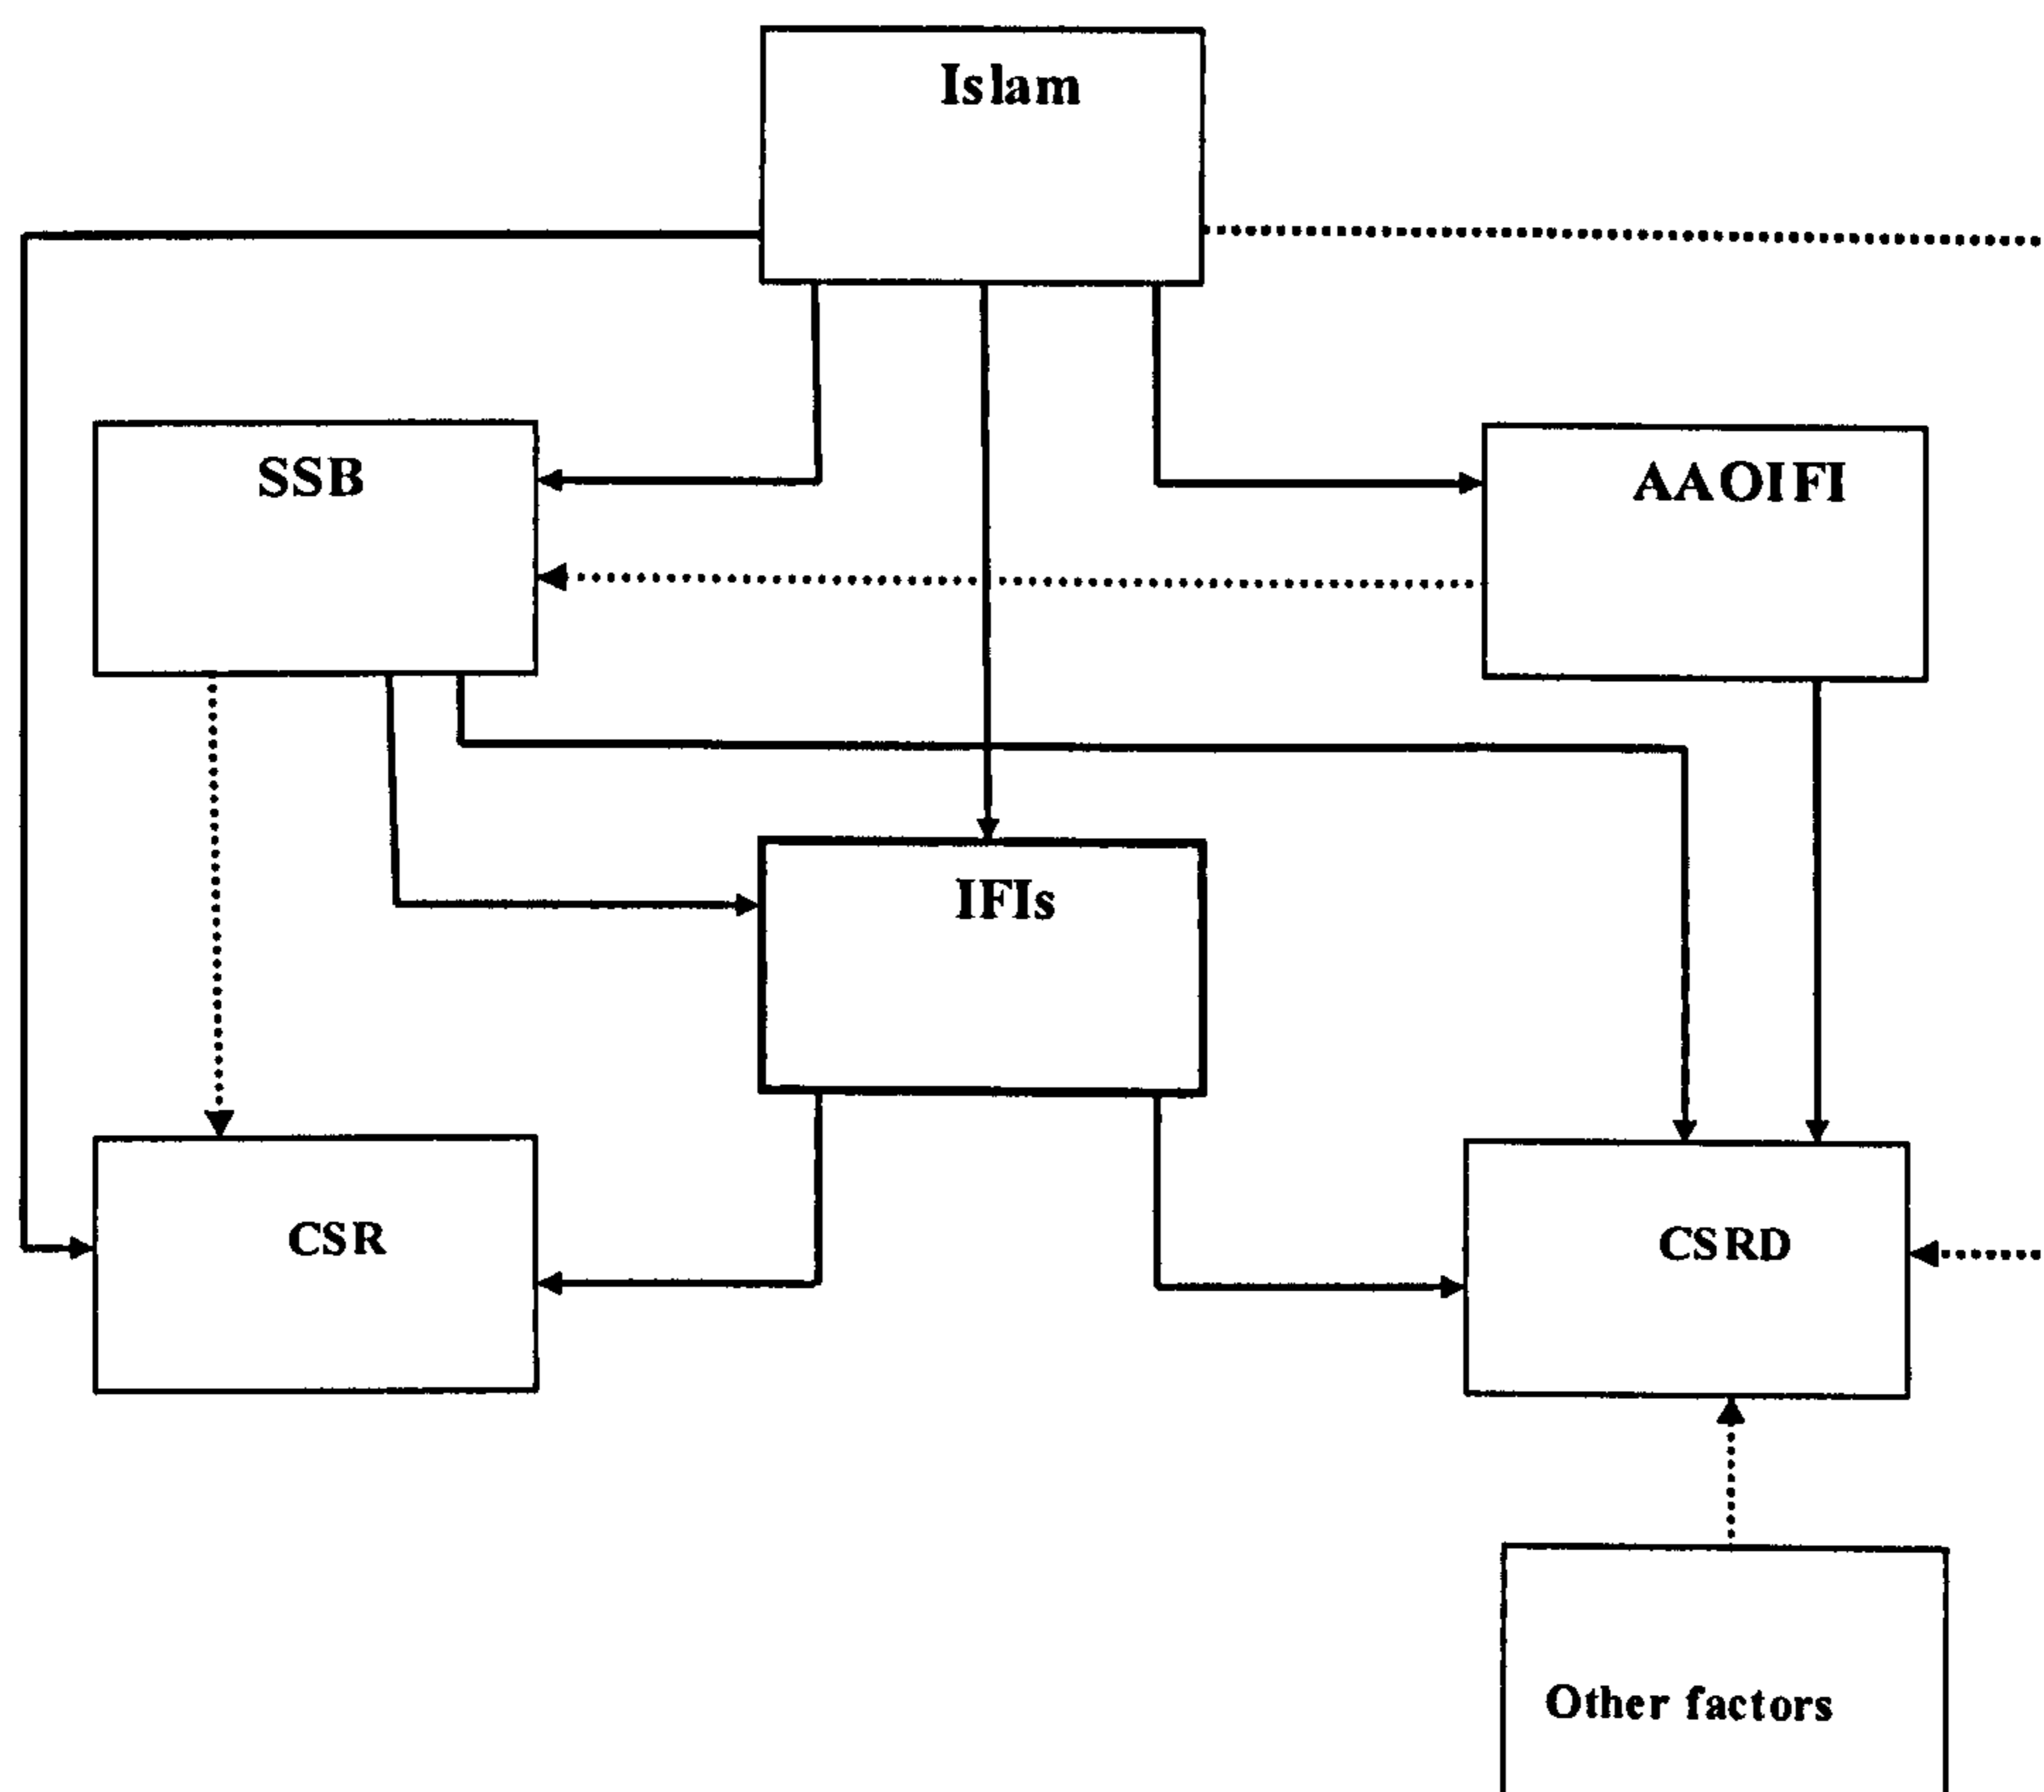 Islam
SSB
AAOIFI
IFIs
CSR
CSRD
Other factors